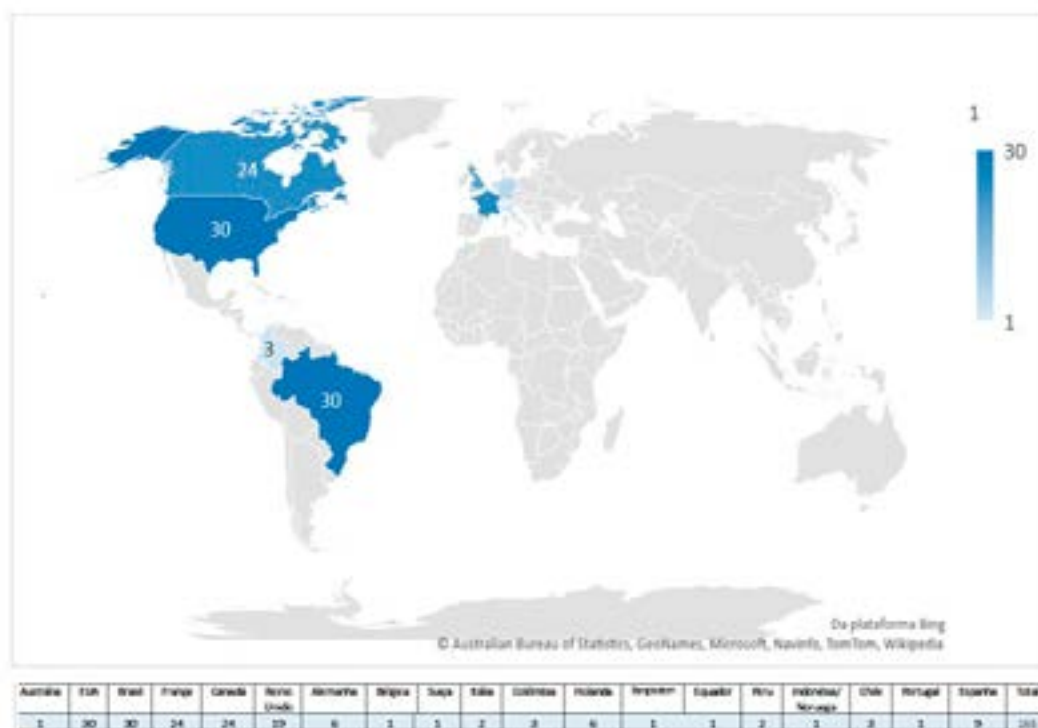 1
30
24
30
1
3
30
Da plataforma Bing
© Australian Bureau of Statistics, GeoNames, Microsoft, Navinfo, TomTom, Wikipedia
EUA Brasil França Canadá Reino Unido Alemanha Bélgica Suíça Itália Colômbia Holanda Equador Peru Indonésia/ Noruega Chile Portugal Espanha Total
1 30 30 24 24 19 6 1 1 2 3 6 1 1 2 1 3 1 9